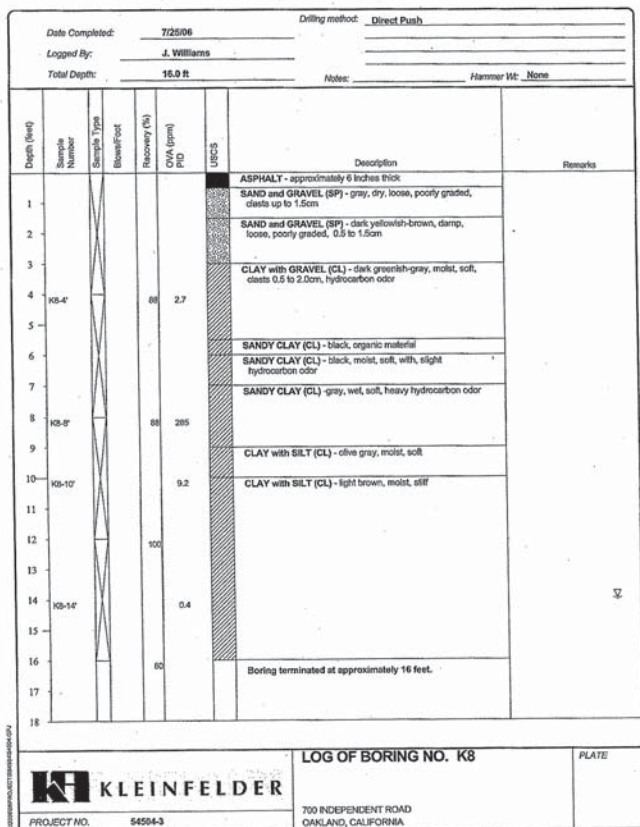 Drilling method: Direct Push
Date Completed: 7/25/06
Logged By: J. Williams
Total Depth: 16.0 ft
Notes: Hammer Wt: None
Depth (feet)
Sample Number
Sample Type
Blows/Foot
Recovery (%)
OVA (ppm) PID
USCS
Description
Remarks
ASPHALT - approximately 6 inches thick
SAND and GRAVEL (SP) - gray, dry, loose, poorly graded,
clasts up to 1.5cm
1
SAND and GRAVEL (SP) - dark yellowish-brown, damp,
loose, poorly graded, 0.5 to 1.5cm
2
3
CLAY with GRAVEL (CL) - dark greenish-gray, moist, soft,
clasts 0.5 to 2.0cm, hydrocarbon odor
4 K8-4' 88 2.7
5
SANDY CLAY (CL) - black, organic material
6
SANDY CLAY (CL) - black, moist, soft, with, slight
hydrocarbon odor
7
SANDY CLAY (CL) -gray, wet, soft, heavy hydrocarbon odor
8 K8-8' 88 285
9
CLAY with SILT (CL) - olive gray, moist, soft
10 K8-10' 9.2
CLAY with SILT (CL) - light brown, moist, stiff
11
12 100
13
14 K8-14' 0.4
15
16 60
Boring terminated at approximately 16 feet.
17
18
KLEINFELDER
PROJECT NO. 54504-3
LOG OF BORING NO. K8
700 INDEPENDENT ROAD
OAKLAND, CALIFORNIA
PLATE